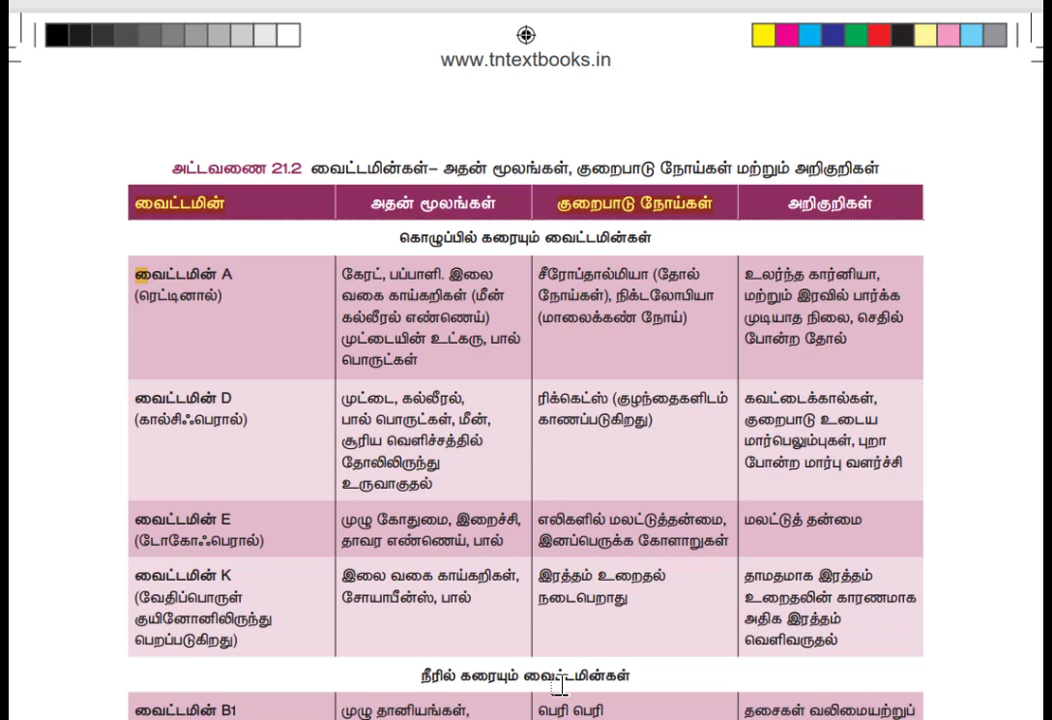 www.tntextbooks.in
அட்டவணை 21.2 வைட்டமின்கள்– அதன் மூலங்கள், குறைபாடு நோய்கள் மற்றும் அறிகுறிகள்
வைட்டமின்
அதன் மூலங்கள்
குறைபாடு நோய்கள்
அறிகுறிகள்
கொழுப்பில் கரையும் வைட்டமின்கள்
வைட்டமின் A
(ரெட்டினால்)
கேரட், பப்பாளி. இலை
வகை காய்கறிகள் (மீன்
கல்லீரல் எண்ணெய்)
முட்டையின் உட்கரு, பால்
பொருட்கள்
சீரோப்தால்மியா (தோல்
நோய்கள்), நிக்டலோபியா
(மாலைக்கண் நோய்)
உலர்ந்த கார்னியா,
மற்றும் இரவில் பார்க்க
முடியாத நிலை, செதில்
போன்ற தோல்
வைட்டமின் D
(கால்சிஃபெரால்)
முட்டை, கல்லீரல்,
பால் பொருட்கள், மீன்,
சூரிய வெளிச்சத்தில்
தோலிலிருந்து
உருவாகுதல்
ரிக்கெட்ஸ் (குழந்தைகளிடம்
காணப்படுகிறது)
கவட்டைக்கால்கள்,
குறைபாடு உடைய
மார்பெலும்புகள், புறா
போன்ற மார்பு வளர்ச்சி
வைட்டமின் E
(டோகோஃபெரால்)
முழு கோதுமை, இறைச்சி,
தாவர எண்ணெய், பால்
எலிகளில் மலட்டுத்தன்மை,
இனப்பெருக்க கோளாறுகள்
மலட்டுத் தன்மை
வைட்டமின் K
(வேதிப்பொருள்
குயினோனிலிருந்து
பெறப்படுகிறது)
இலை வகை காய்கறிகள்,
சோயாபீன்ஸ், பால்
இரத்தம் உறைதல்
நடைபெறாது
தாமதமாக இரத்தம்
உறைதலின் காரணமாக
அதிக இரத்தம்
வெளிவருதல்
நீரில் கரையும் வைட்டமின்கள்
வைட்டமின் B1
முழு தானியங்கள்,
பெரி பெரி
தசைகள் வலிமையற்றுப்